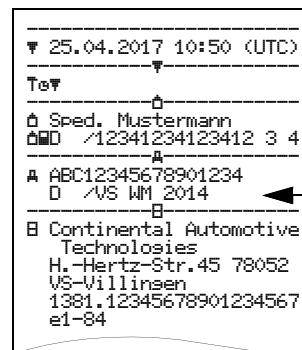 ▼ 25.04.2017 10:50 (UTC)
T⊙▼
Sped. Mustermann
D /12341234123412 3 4
A ABC12345678901234
D /VS WM 2014
Continental Automotive
Technologies
H.-Hertz-Str.45 78052
VS-Villingen
1381.12345678901234567
e1-84